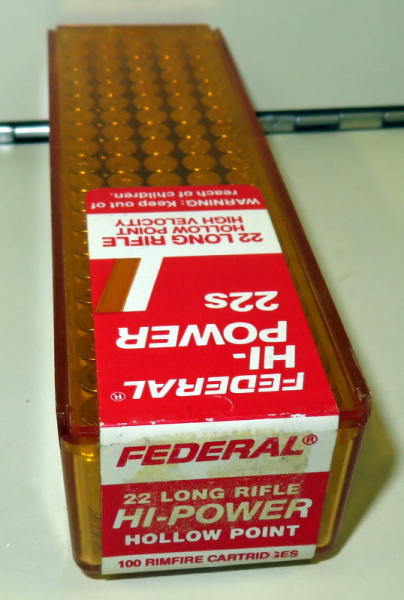 WARNING: Keep out of
reach of children.
22 LONG RIFLE
HOLLOW POINT
HIGH VELOCITY
22s
FEDERAL®
HI-
POWER
FEDERAL®
22 LONG RIFLE
HI-POWER
HOLLOW POINT
100 RIMFIRE CARTRIDGES